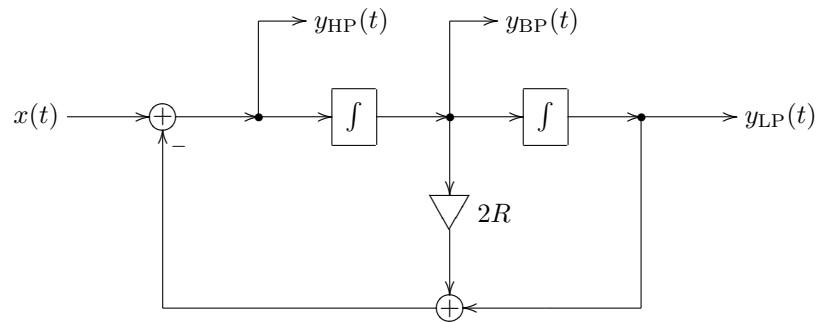 y_HP(t)
y_BP(t)
x(t)
+
∫
∫
y_LP(t)
−
2R
+